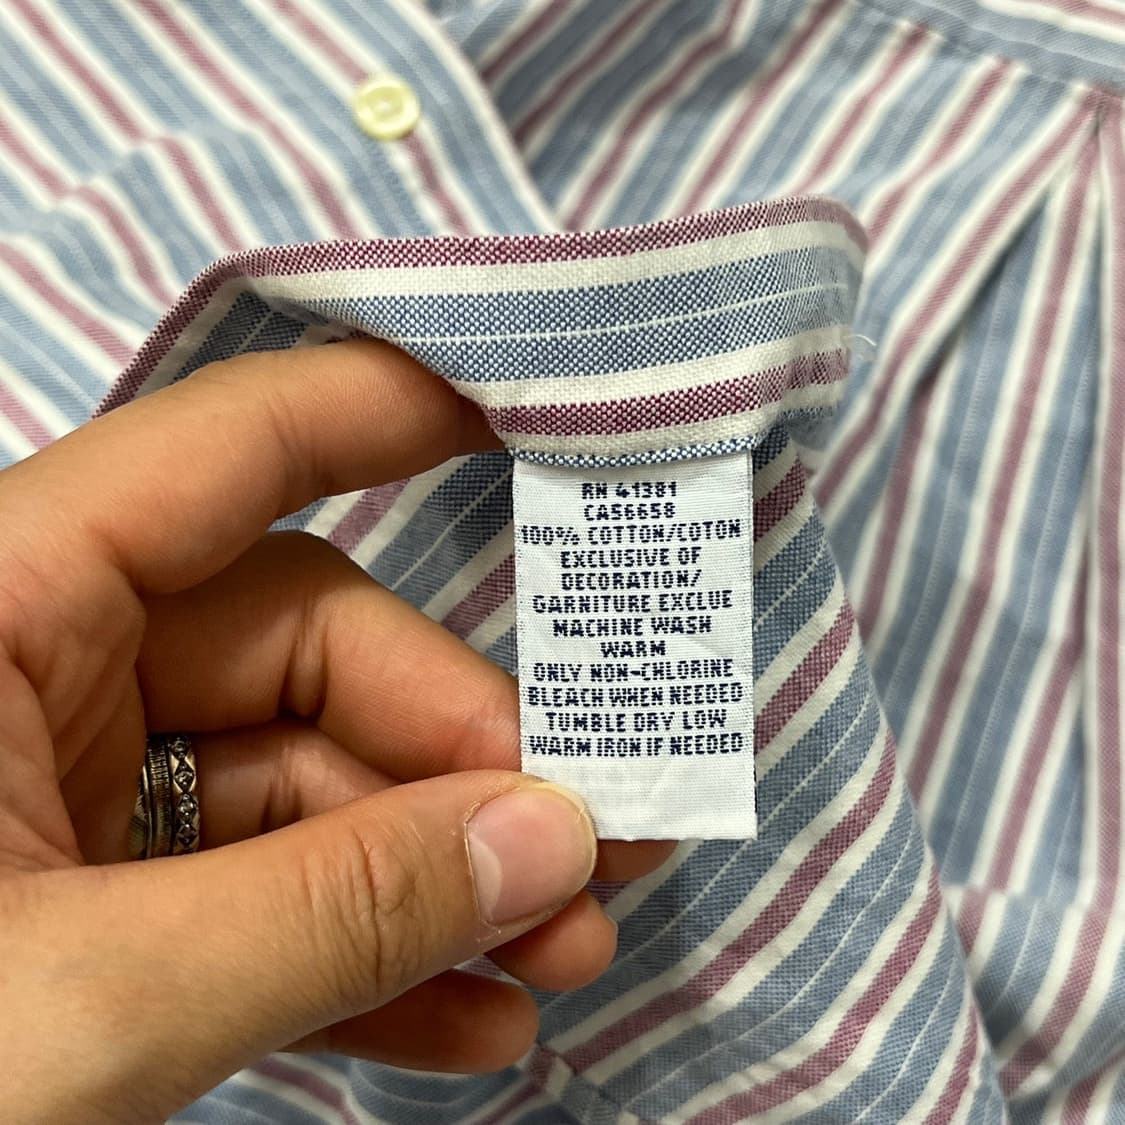 RN 41381
CA56658
100% COTTON/COTON
EXCLUSIVE OF
DECORATION/
GARNITURE EXCLUE
MACHINE WASH
WARM
ONLY NON-CHLORINE
BLEACH WHEN NEEDED
TUMBLE DRY LOW
WARM IRON IF NEEDED